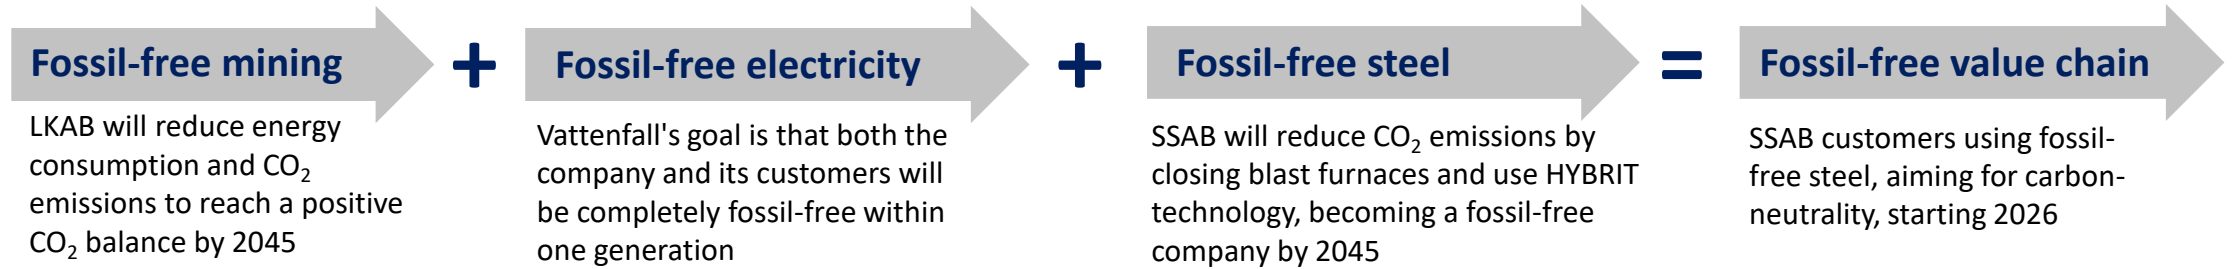 Fossil-free mining
LKAB will reduce energy
consumption and CO₂
emissions to reach a positive
CO₂ balance by 2045
+
Fossil-free electricity
Vattenfall's goal is that both the
company and its customers will
be completely fossil-free within
one generation
+
Fossil-free steel
SSAB will reduce CO₂ emissions by
closing blast furnaces and use HYBRIT
technology, becoming a fossil-free
company by 2045
=
Fossil-free value chain
SSAB customers using fossil-
free steel, aiming for carbon-
neutrality, starting 2026